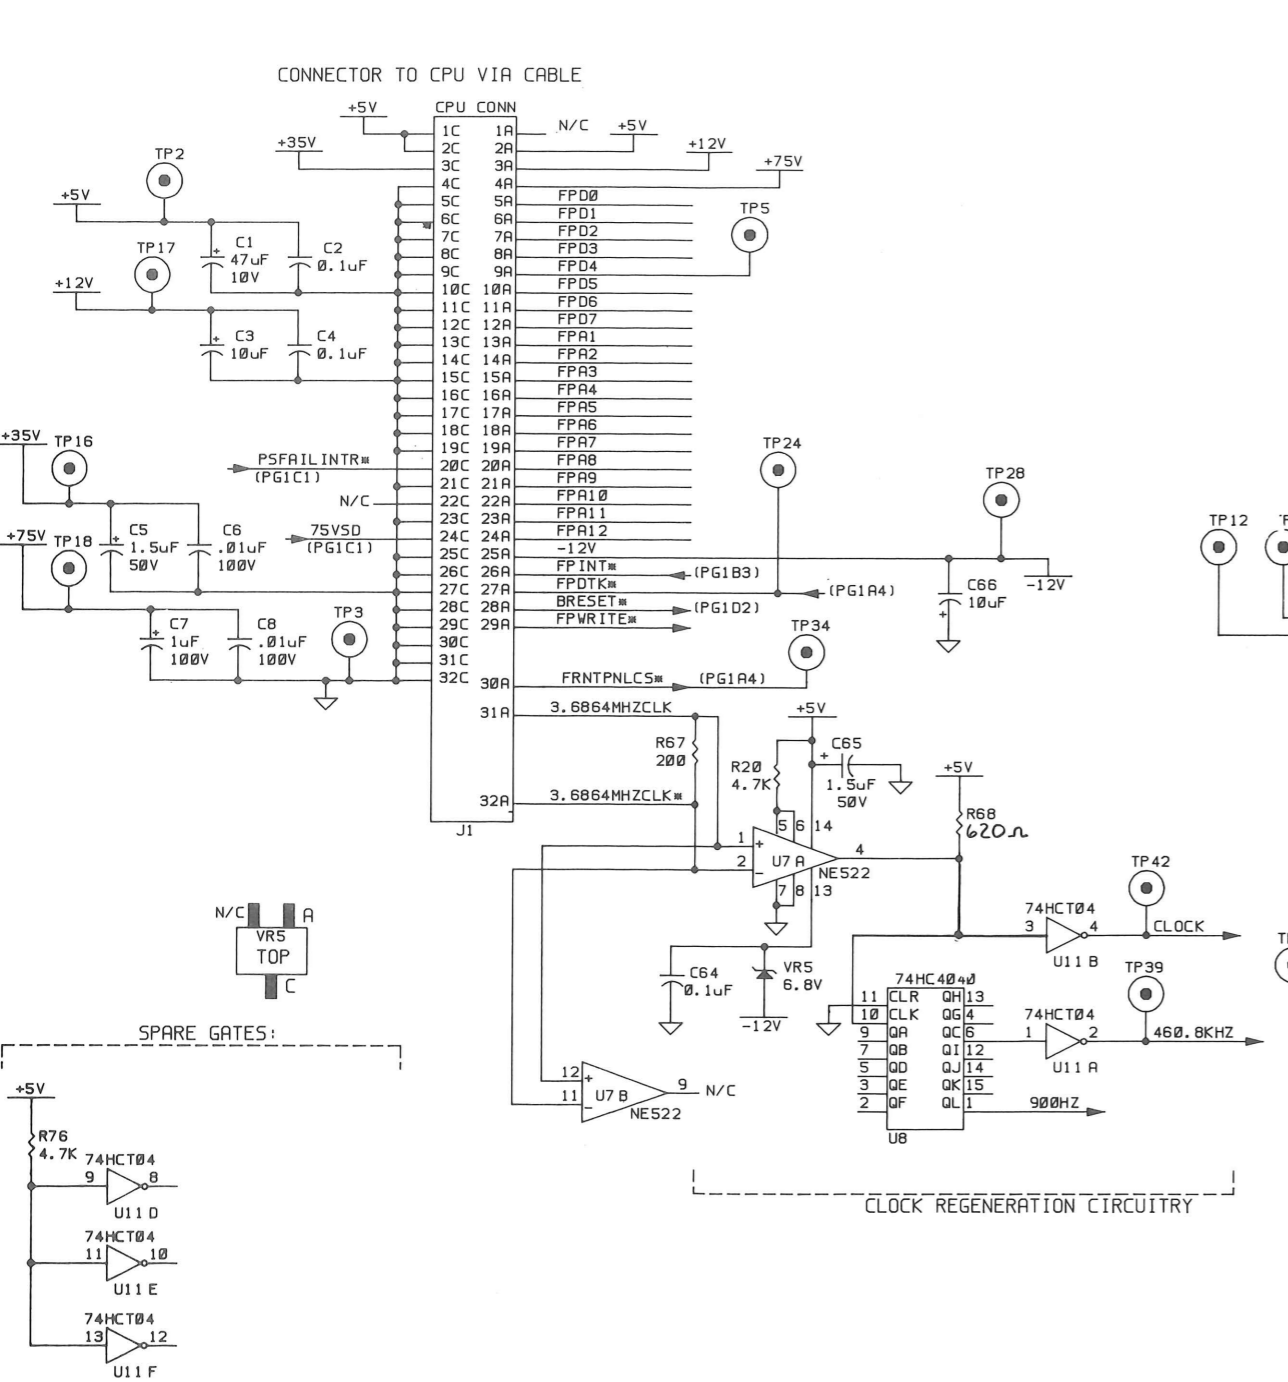 CONNECTOR TO CPU VIA CABLE
CPU CONN
+5V
N/C
+5V
+35V
+12V
+75V
1C 1A
2C 2A
3C 3A
4C 4A
5C 5A FPD0
6C 6A FPD1
7C 7A FPD2
8C 8A FPD3
9C 9A FPD4
10C 10A FPD5
11C 11A FPD6
12C 12A FPD7
13C 13A FPA1
14C 14A FPA2
15C 15A FPA3
16C 16A FPA4
17C 17A FPA5
18C 18A FPA6
19C 19A FPA7
20C 20A FPA8
21C 21A FPA9
22C 22A FPA10
23C 23A FPA11
24C 24A FPA12
25C 25A -12V
26C 26A FPINT* (PG1B3)
27C 27A FPDTK* (PG1A4)
28C 28A BRESET* (PG1D2)
29C 29A FPWRITE*
30C
31C
32C
30A FRNTPNLCS* (PG1A4)
31A 3.6864MHZCLK
32A 3.6864MHZCLK*
J1
*
TP2
+5V
C1
47uF
10V
C2
0.1uF
TP17
+12V
C3
10uF
C4
0.1uF
TP5
+35V
TP16
PSFAILINTR*
(PG1C1)
N/C
75VSD
(PG1C1)
C5
1.5uF
50V
C6
.01uF
100V
+75V
TP18
C7
1uF
100V
C8
.01uF
100V
TP3
TP24
TP28
TP12
C66
10uF
+
-12V
TP34
R67
200
+5V
R20
4.7K
C65
+
1.5uF
50V
+5V
R68
620Ω
5 6 14
1 +
2 -
U7A
4
NE522
7 8 13
C64
0.1uF
VR5
6.8V
-12V
12 +
11 -
U7B
9 N/C
NE522
TP42
74HCT04
3 4 CLOCK
U11B
TP39
74HCT04
1 2 460.8KHZ
U11A
74HC4040
11 CLR QH 13
10 CLK QG 4
9 QA QC 6
7 QB QI 12
5 QD QJ 14
3 QE QK 15
2 QF QL 1 900HZ
U8
CLOCK REGENERATION CIRCUITRY
N/C A
VR5
TOP
C
SPARE GATES:
+5V
R76
4.7K
74HCT04
9 8
U11D
74HCT04
11 10
U11E
74HCT04
13 12
U11F